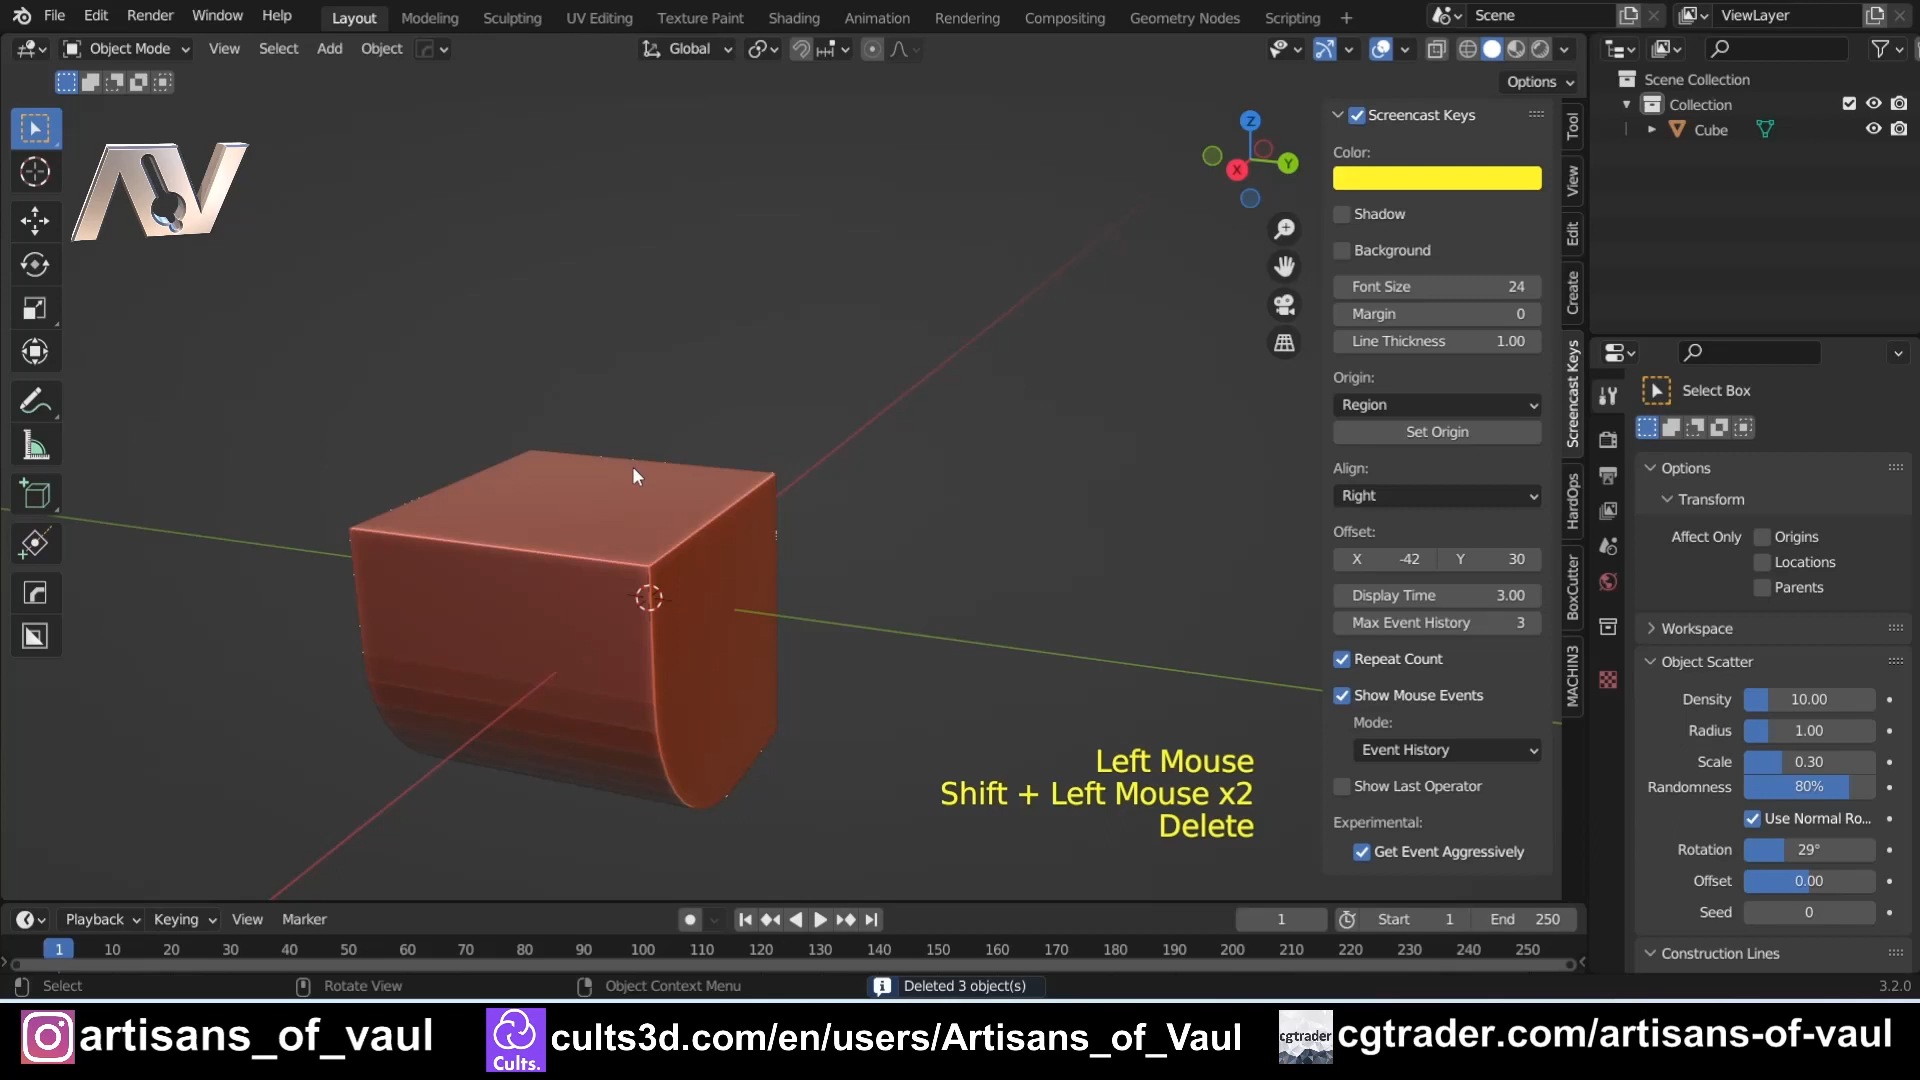 File Edit Render Window Help Layout Modeling Sculpting UV Editing Texture Paint Shading Animation Rendering Compositing Geometry Nodes Scripting + Scene ViewLayer
Object Mode View Select Add Object Global
Options
Scene Collection
Collection
Cube
Screencast Keys
Color:
Shadow
Background
Font Size 24
Margin 0
Line Thickness 1.00
Origin:
Region
Set Origin
Align:
Right
Offset:
X -42 Y 30
Display Time 3.00
Max Event History 3
Repeat Count
Show Mouse Events
Mode:
Event History
Show Last Operator
Experimental:
Get Event Aggressively
Tool
View
Edit
Create
Screencast Keys
HardOps
BoxCutter
MACHIN3
Z
Y
X
AV
Left Mouse
Shift + Left Mouse x2
Delete
Select Box
Options
Transform
Affect Only Origins
Locations
Parents
Workspace
Object Scatter
Density 10.00
Radius 1.00
Scale 0.30
Randomness 80%
Use Normal Ro...
Rotation 29°
Offset 0.00
Seed 0
Construction Lines
Playback Keying View Marker 1 Start 1 End 250
1 10 20 30 40 50 60 70 80 90 100 110 120 130 140 150 160 170 180 190 200 210 220 230 240 250
Select Rotate View Object Context Menu Deleted 3 object(s) 3.2.0
artisans_of_vaul
Cults.
cults3d.com/en/users/Artisans_of_Vaul
cgtrader
cgtrader.com/artisans-of-vaul